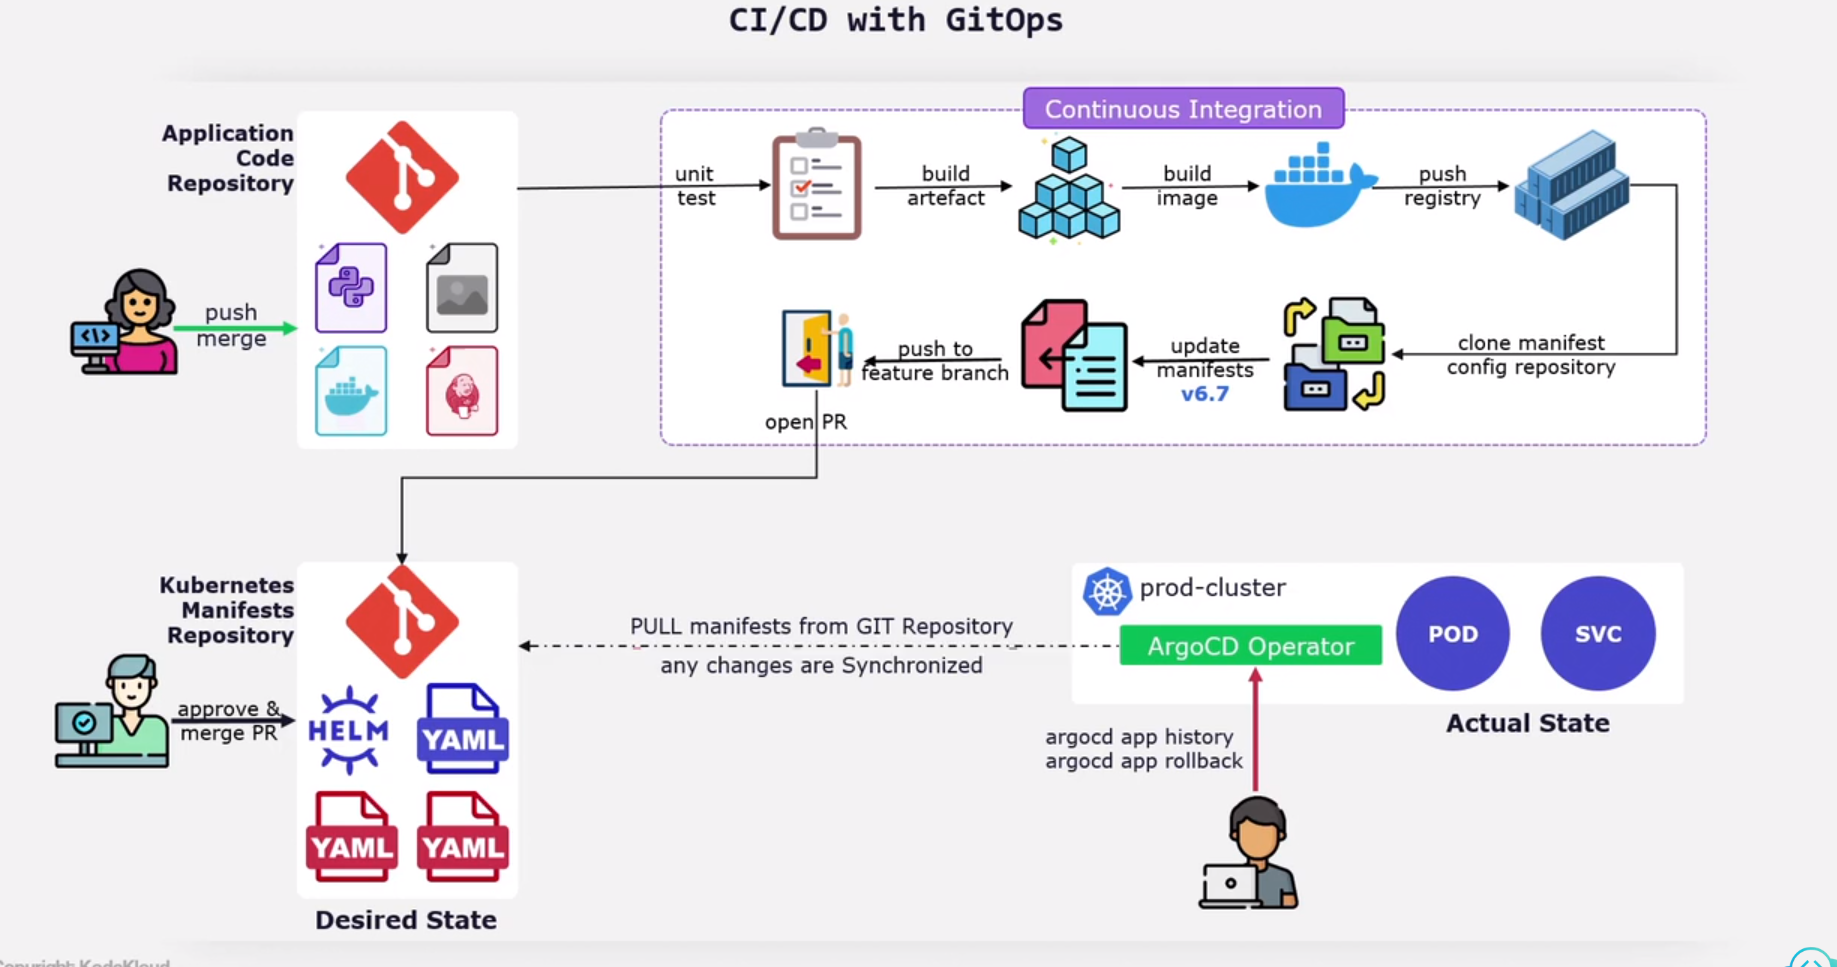 CI/CD with GitOps
Continuous Integration
Application
Code
Repository
push
merge
unit
test
build
artefact
build
image
push
registry
clone manifest
config repository
update
manifests
v6.7
push to
feature branch
open PR
Kubernetes
Manifests
Repository
approve &
merge PR
HELM
YAML
YAML
YAML
Desired State
PULL manifests from GIT Repository
any changes are Synchronized
prod-cluster
ArgoCD Operator
POD
SVC
Actual State
argocd app history
argocd app rollback
Copyright: KodeKloud